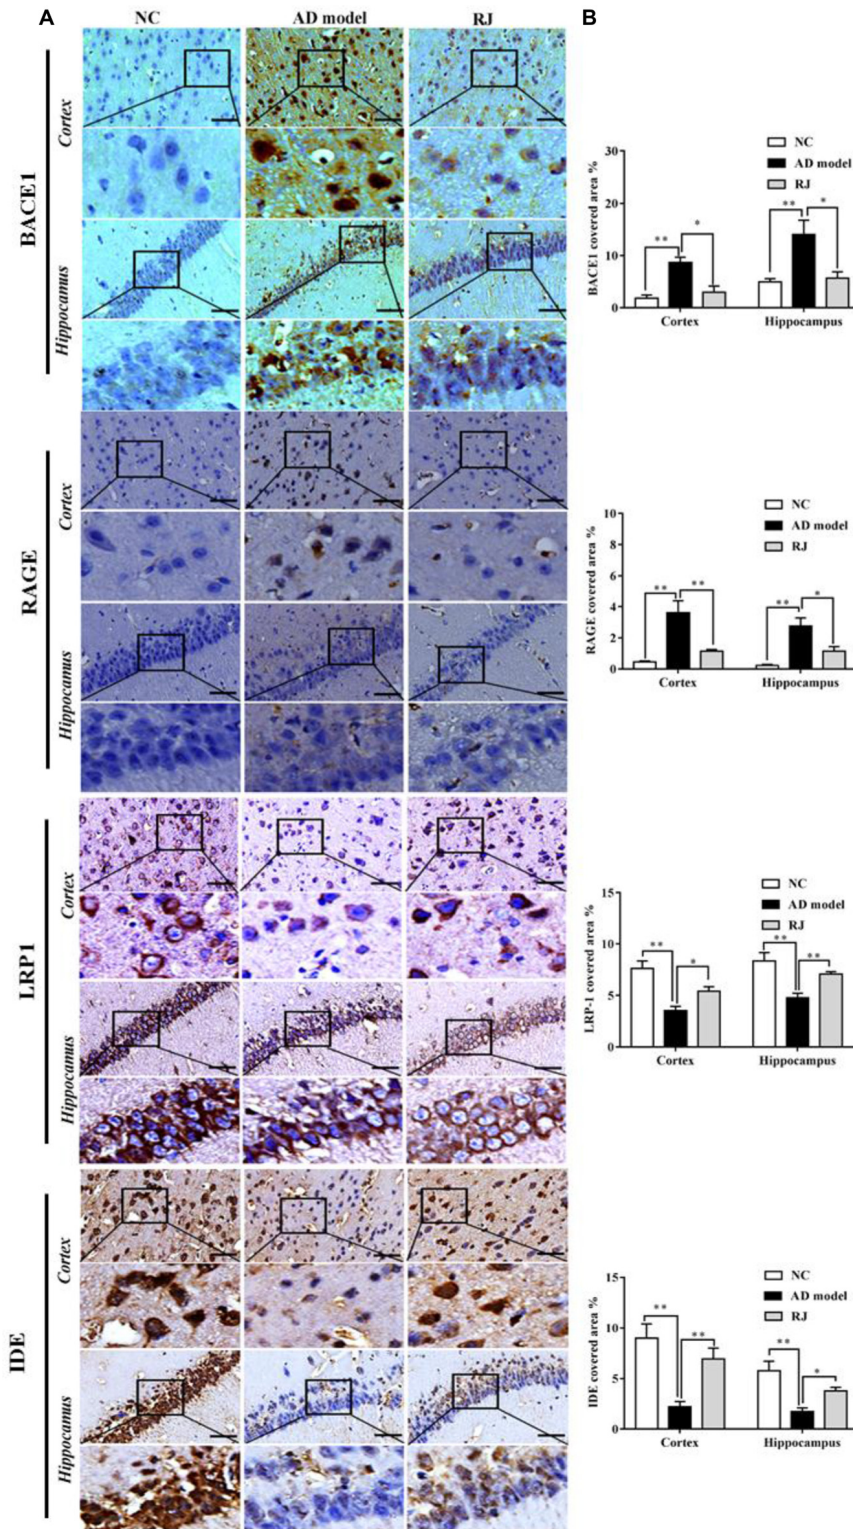 A
NC
AD model
RJ
BACE1
Cortex
Hippocamus
RAGE
Cortex
Hippocamus
LRP1
Cortex
Hippocamus
IDE
Cortex
Hippocamus
B
NC
AD model
RJ
BACE1 covered area %
30
20
10
0
** * ** *
Cortex Hippocampus
NC
AD model
RJ
RAGE covered area %
10
8
6
4
2
0
** ** ** *
Cortex Hippocampus
NC
AD model
RJ
LRP-1 covered area %
15
10
5
0
** * ** **
Cortex Hippocampus
NC
AD model
RJ
IDE covered area %
15
10
5
0
** ** ** *
Cortex Hippocampus